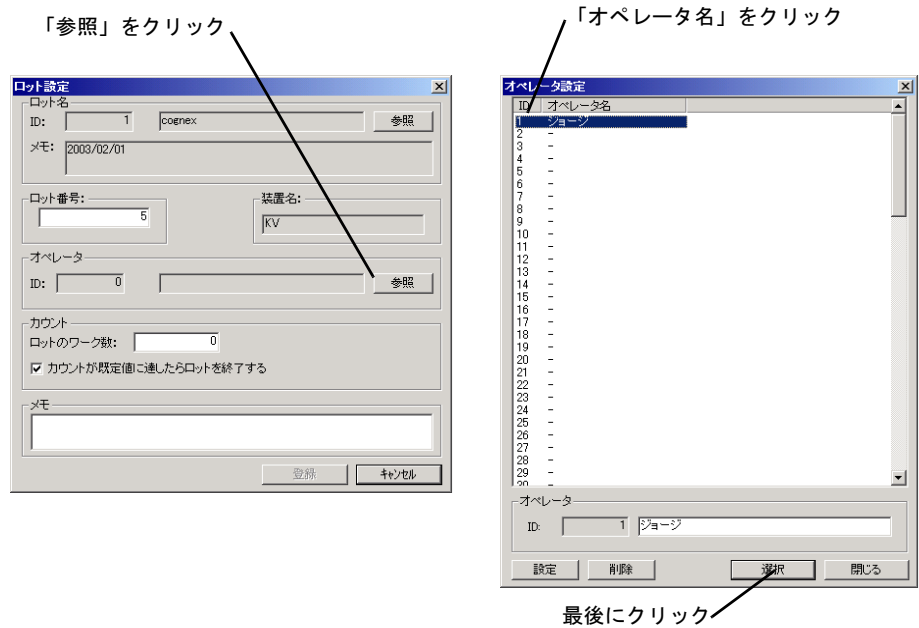 「参照」をクリック
「オペレータ名」をクリック
ロット設定
ロット名
ID: 1 cognex 参照
メモ: 2003/02/01
ロット番号: 5
装置名: KV
オペレータ
ID: 0 参照
カウント
ロットのワーク数: 0
カウントが既定値に達したらロットを終了する
メモ
登録 キャンセル
オペレータ設定
ID オペレータ名
1 ジョージ
2 -
3 -
4 -
5 -
6 -
7 -
8 -
9 -
10 -
11 -
12 -
13 -
14 -
15 -
16 -
17 -
18 -
19 -
20 -
21 -
22 -
23 -
24 -
25 -
26 -
27 -
28 -
29 -
30 -
オペレータ
ID: 1 ジョージ
設定 削除 選択 閉じる
最後にクリック